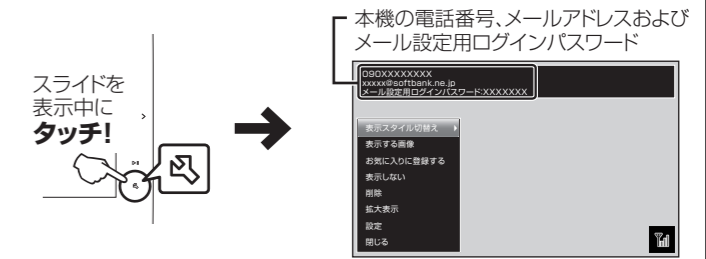 本機の電話番号、メールアドレスおよび
メール設定用ログインパスワード
スライドを
表示中に
タッチ!
090XXXXXXXX
xxxxx@softbank.ne.jp
メール設定用ログインパスワード:XXXXXXX
表示スタイル切替え
表示する画像
お気に入りに登録する
表示しない
削除
拡大表示
設定
閉じる